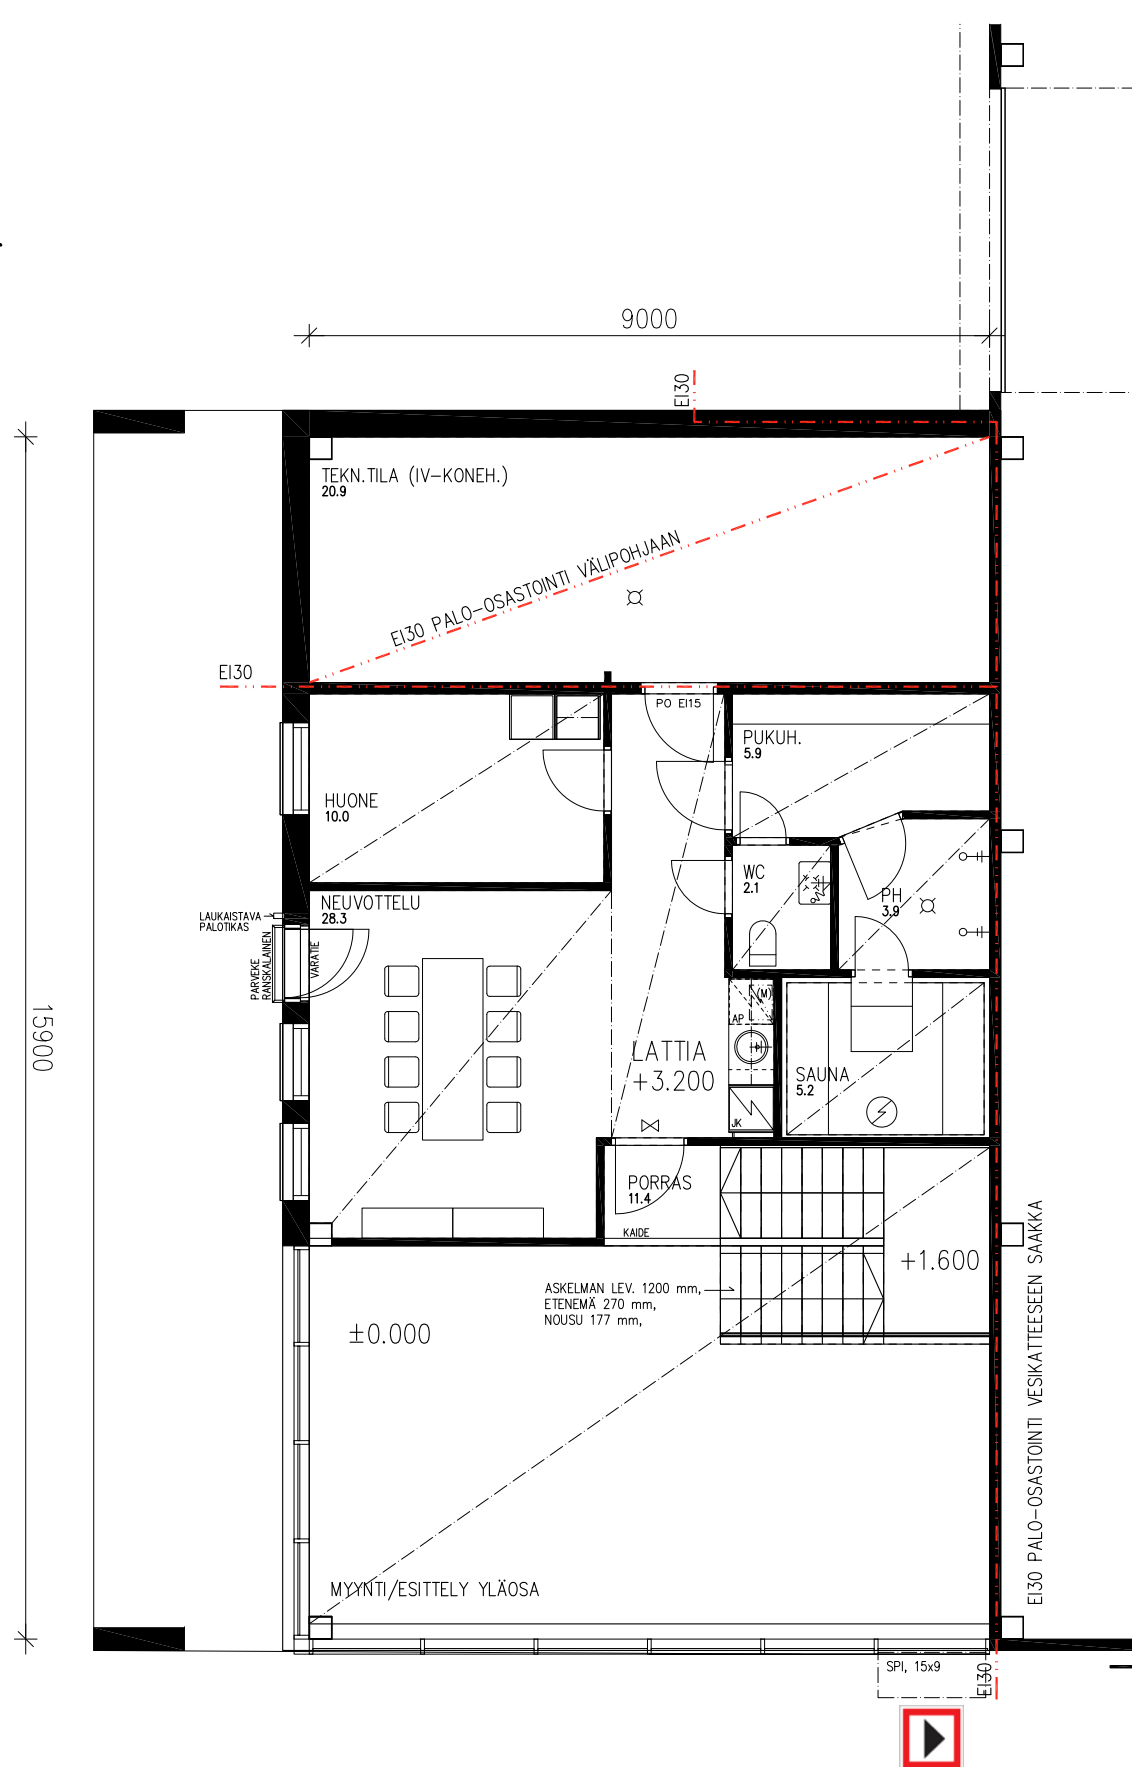 9000
EI30
TEKN.TILA (IV-KONEH.)
20.9
EI30 PALO-OSASTOINTI VÄLIPOHJAAN
EI30
PO EI15
PUKUH.
5.9
HUONE
10.0
WC
2.1
PH
3.9
NEUVOTTELU
28.3
LAUKAISTAVA
PALOTIKAS
PARVEKE
RANSKALAINEN
VARATIE
15900
(M)
AP
LATTIA
+3.200
SAUNA
5.2
JK
PORRAS
11.4
KAIDE
+1.600
ASKELMAN LEV. 1200 mm,
ETENEMÄ 270 mm,
NOUSU 177 mm,
±0.000
EI30 PALO-OSASTOINTI VESIKATTEESEEN SAAKKA
MYYNTI/ESITTELY YLÄOSA
SPI, 15x9
EI30